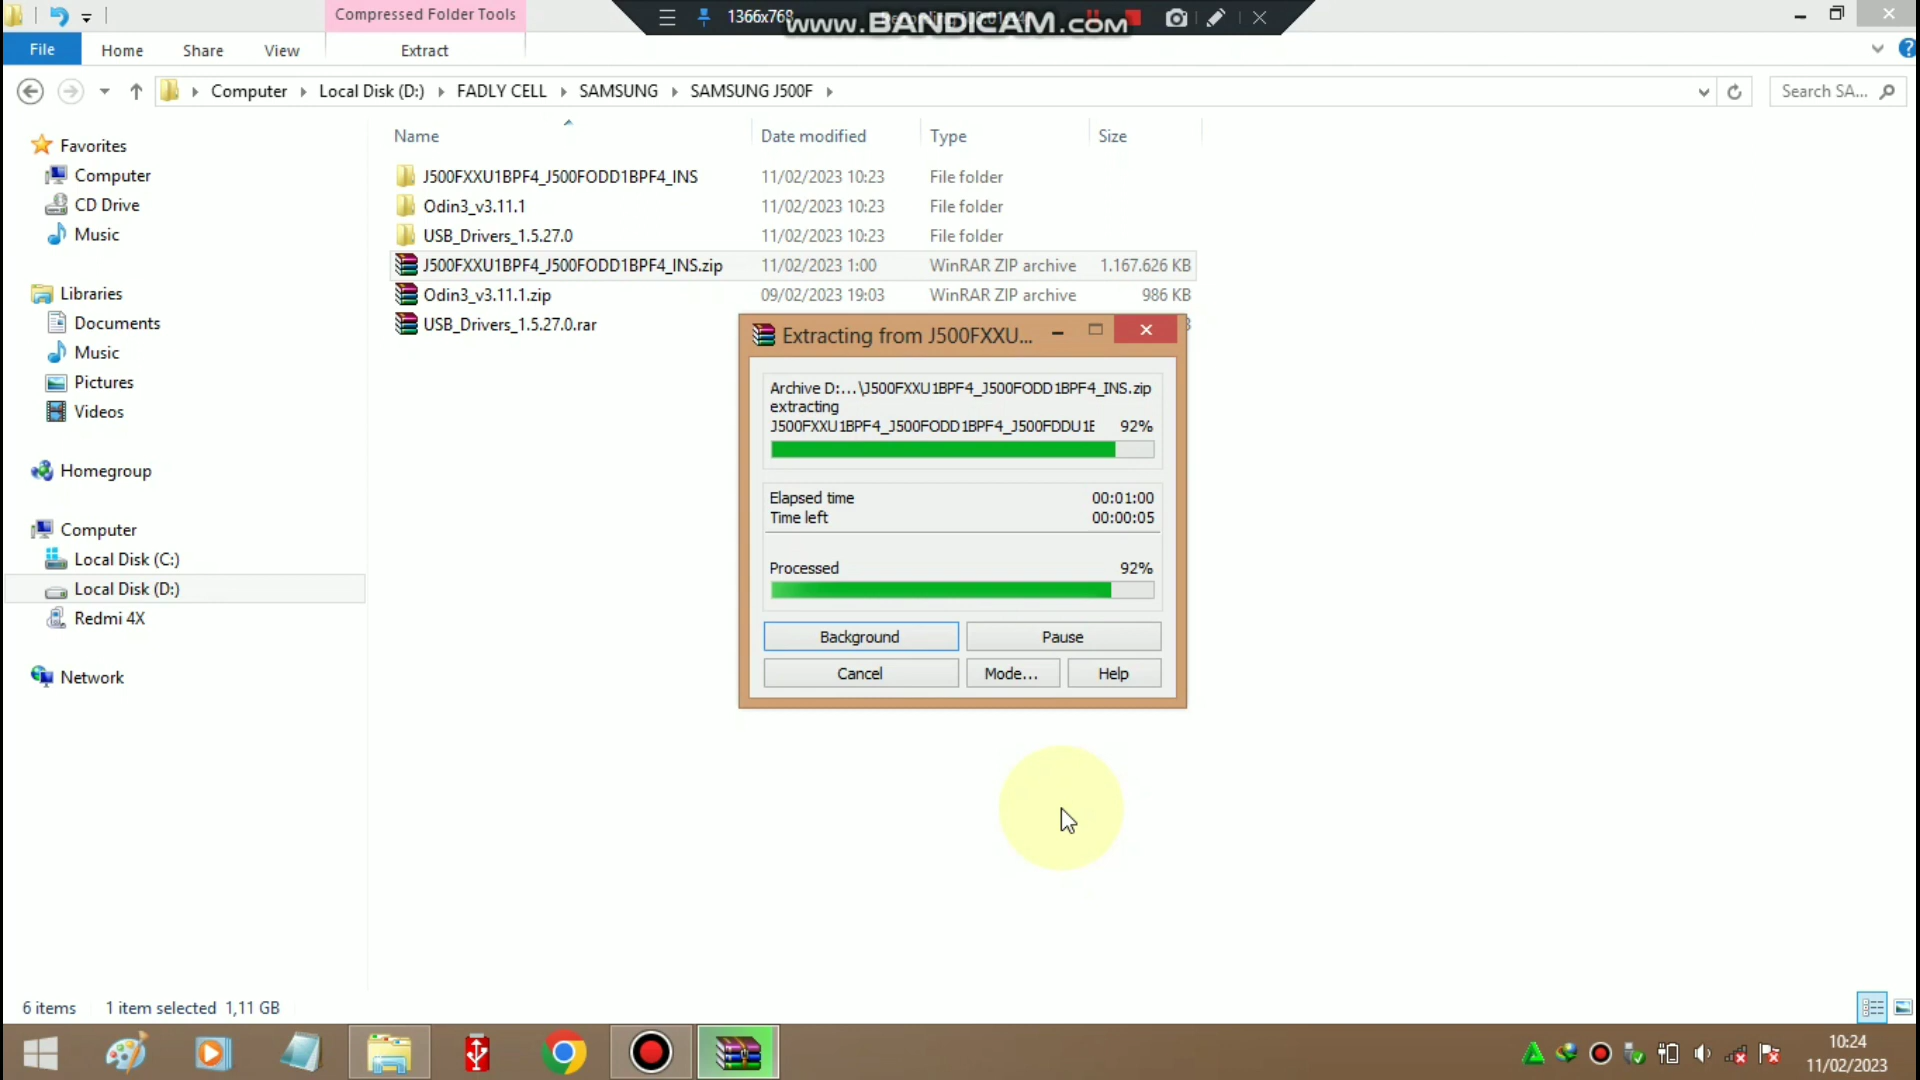 Compressed Folder Tools
1366x768
www.BANDICAM.com
File
Home
Share
View
Extract
Computer
Local Disk (D:)
FADLY CELL
SAMSUNG
SAMSUNG J500F
Search SA...
Name
Date modified
Type
Size
Favorites
Computer
CD Drive
Music
Libraries
Documents
Music
Pictures
Videos
Homegroup
Computer
Local Disk (C:)
Local Disk (D:)
Redmi 4X
Network
J500FXXU1BPF4_J500FODD1BPF4_INS 11/02/2023 10:23 File folder
Odin3_v3.11.1 11/02/2023 10:23 File folder
USB_Drivers_1.5.27.0 11/02/2023 10:23 File folder
J500FXXU1BPF4_J500FODD1BPF4_INS.zip 11/02/2023 1:00 WinRAR ZIP archive 1.167.626 KB
Odin3_v3.11.1.zip 09/02/2023 19:03 WinRAR ZIP archive 986 KB
USB_Drivers_1.5.27.0.rar
Extracting from J500FXXU...
Archive D:...\J500FXXU1BPF4_J500FODD1BPF4_INS.zip
extracting
J500FXXU1BPF4_J500FODD1BPF4_J500FDDU1E 92%
Elapsed time 00:01:00
Time left 00:00:05
Processed 92%
Background
Pause
Cancel
Mode...
Help
6 items 1 item selected 1,11 GB
10:24
11/02/2023